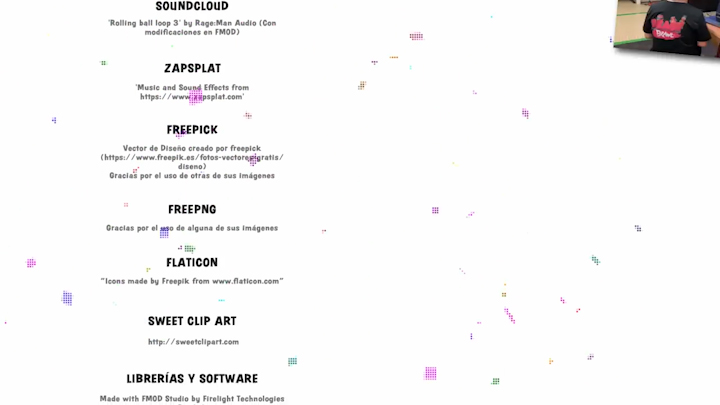 SOUNDCLOUD
'Rolling ball loop 3' by Rage:Man Audio (Con
modificaciones en FMOD)
ZAPSPLAT
'Music and Sound Effects from
https://www.zapsplat.com'
FREEPICK
Vector de Diseño creado por freepick
(https://www.freepik.es/fotos-vectores-gratis/
diseno)
Gracias por el uso de otras de sus imágenes
FREEPNG
Gracias por el uso de alguna de sus imágenes
FLATICON
"Icons made by Freepik from www.flaticon.com"
SWEET CLIP ART
http://sweetclipart.com
LIBRERÍAS Y SOFTWARE
Made with FMOD Studio by Firelight Technologies